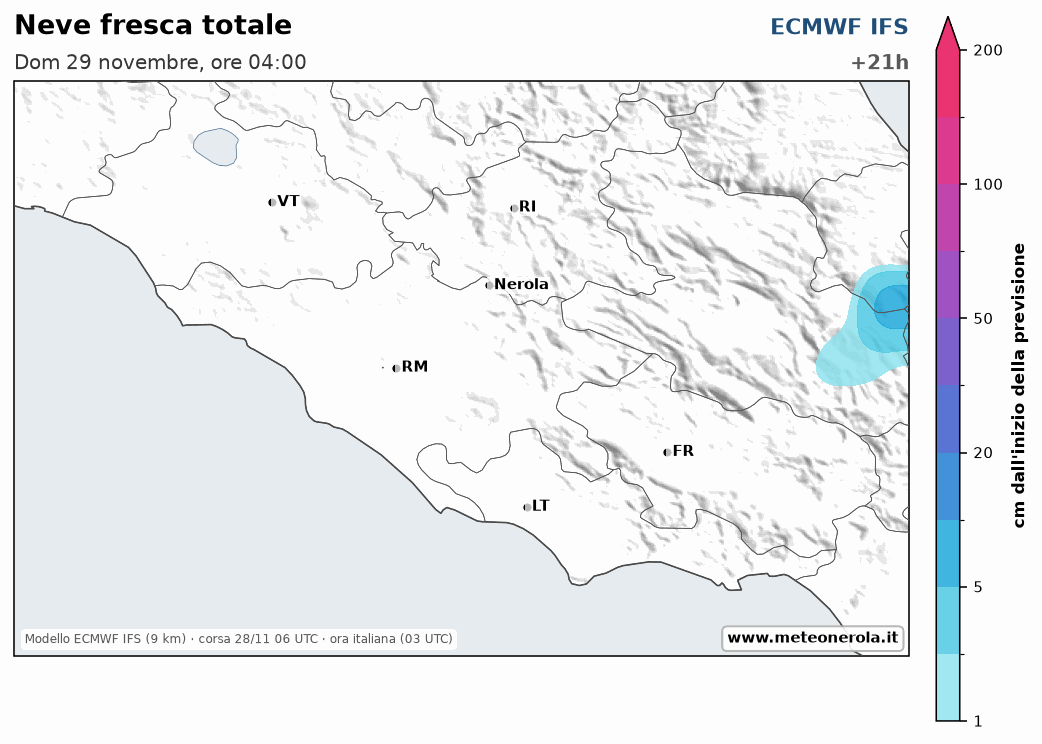 Neve fresca totale
ECMWF IFS
Dom 29 novembre, ore 04:00
+21h
VT
RI
Nerola
RM
FR
LT
Modello ECMWF IFS (9 km) · corsa 28/11 06 UTC · ora italiana (03 UTC)
www.meteonerola.it
200
100
50
20
5
1
cm dall'inizio della previsione